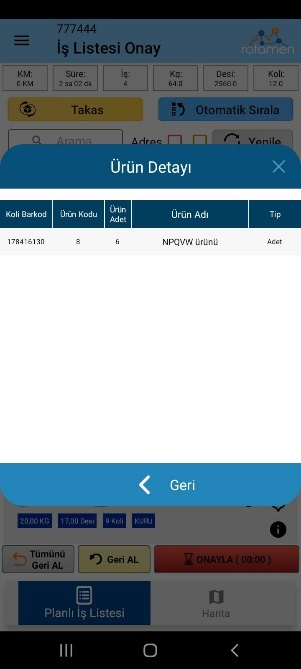 777444
İş Listesi Onay
rotamen
KM:
0 KM
Süre:
2 sa 02 dk
İş:
4
Kg:
64.0
Desi:
2560.0
Koli:
12.0
Takas
Otomatik Sırala
Arama
Adres
Yenile
Ürün Detayı
Koli Barkod
Ürün Kodu
Ürün
Adet
Ürün Adı
Tip
178416130
8
6
NPQVW ürünü
Adet
Geri
20,00 KG
17,00 Desi
9 Koli
KURU
Tümünü
Geri AL
Geri AL
ONAYLA ( 00:00 )
Planlı İş Listesi
Harita